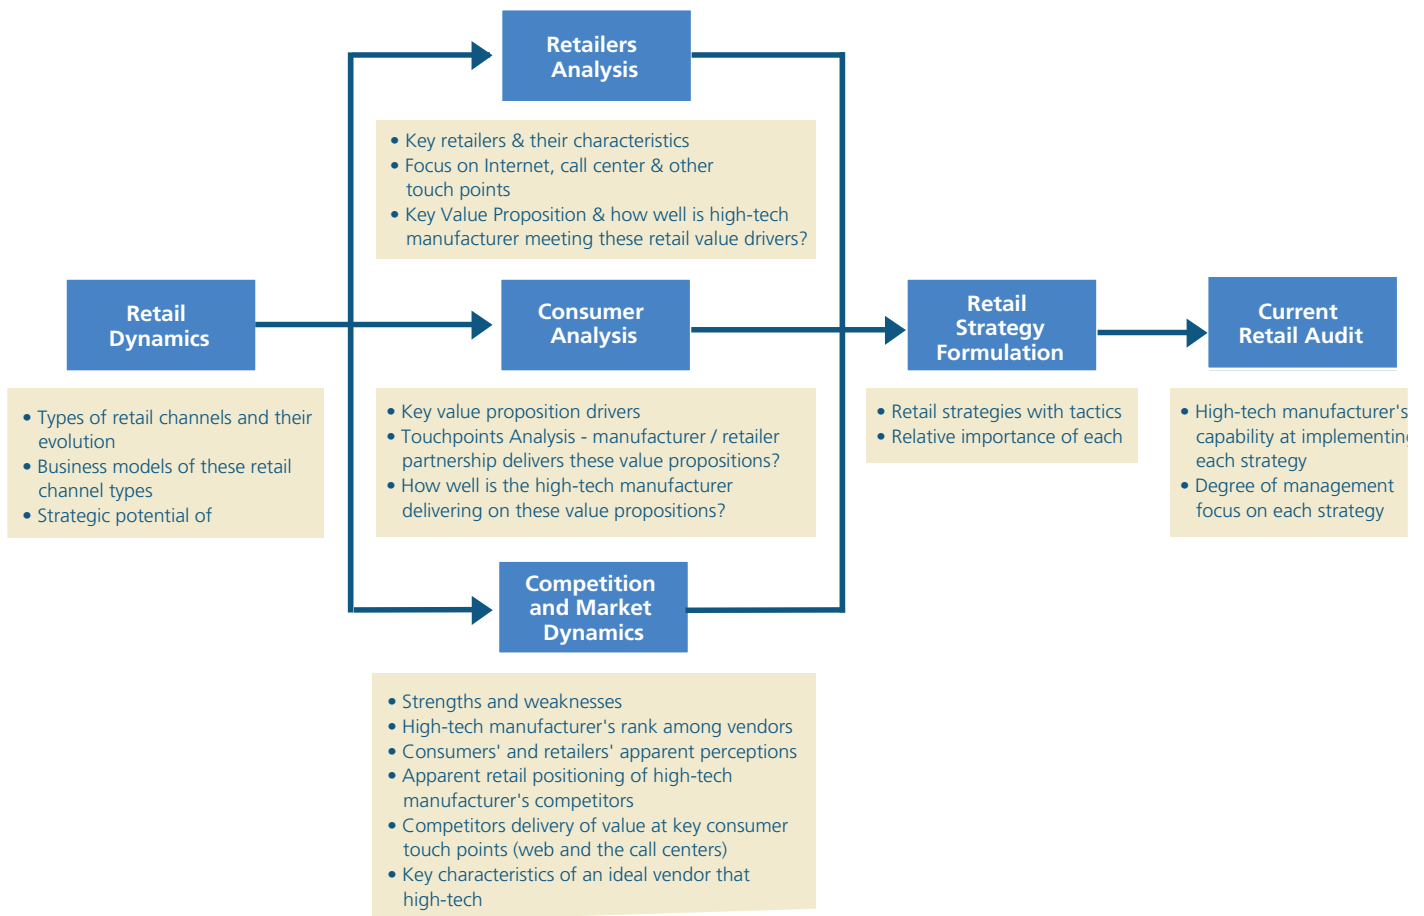 Retailers
Analysis
• Key retailers & their characteristics
• Focus on Internet, call center & other
touch points
• Key Value Proposition & how well is high-tech
manufacturer meeting these retail value drivers?
Retail
Dynamics
• Types of retail channels and their
evolution
• Business models of these retail
channel types
• Strategic potential of
Consumer
Analysis
• Key value proposition drivers
• Touchpoints Analysis - manufacturer / retailer
partnership delivers these value propositions?
• How well is the high-tech manufacturer
delivering on these value propositions?
Competition
and Market
Dynamics
• Strengths and weaknesses
• High-tech manufacturer's rank among vendors
• Consumers' and retailers' apparent perceptions
• Apparent retail positioning of high-tech
manufacturer's competitors
• Competitors delivery of value at key consumer
touch points (web and the call centers)
• Key characteristics of an ideal vendor that
high-tech
Retail
Strategy
Formulation
• Retail strategies with tactics
• Relative importance of each
Current
Retail Audit
• High-tech manufacturer's
capability at implementing
each strategy
• Degree of management
focus on each strategy